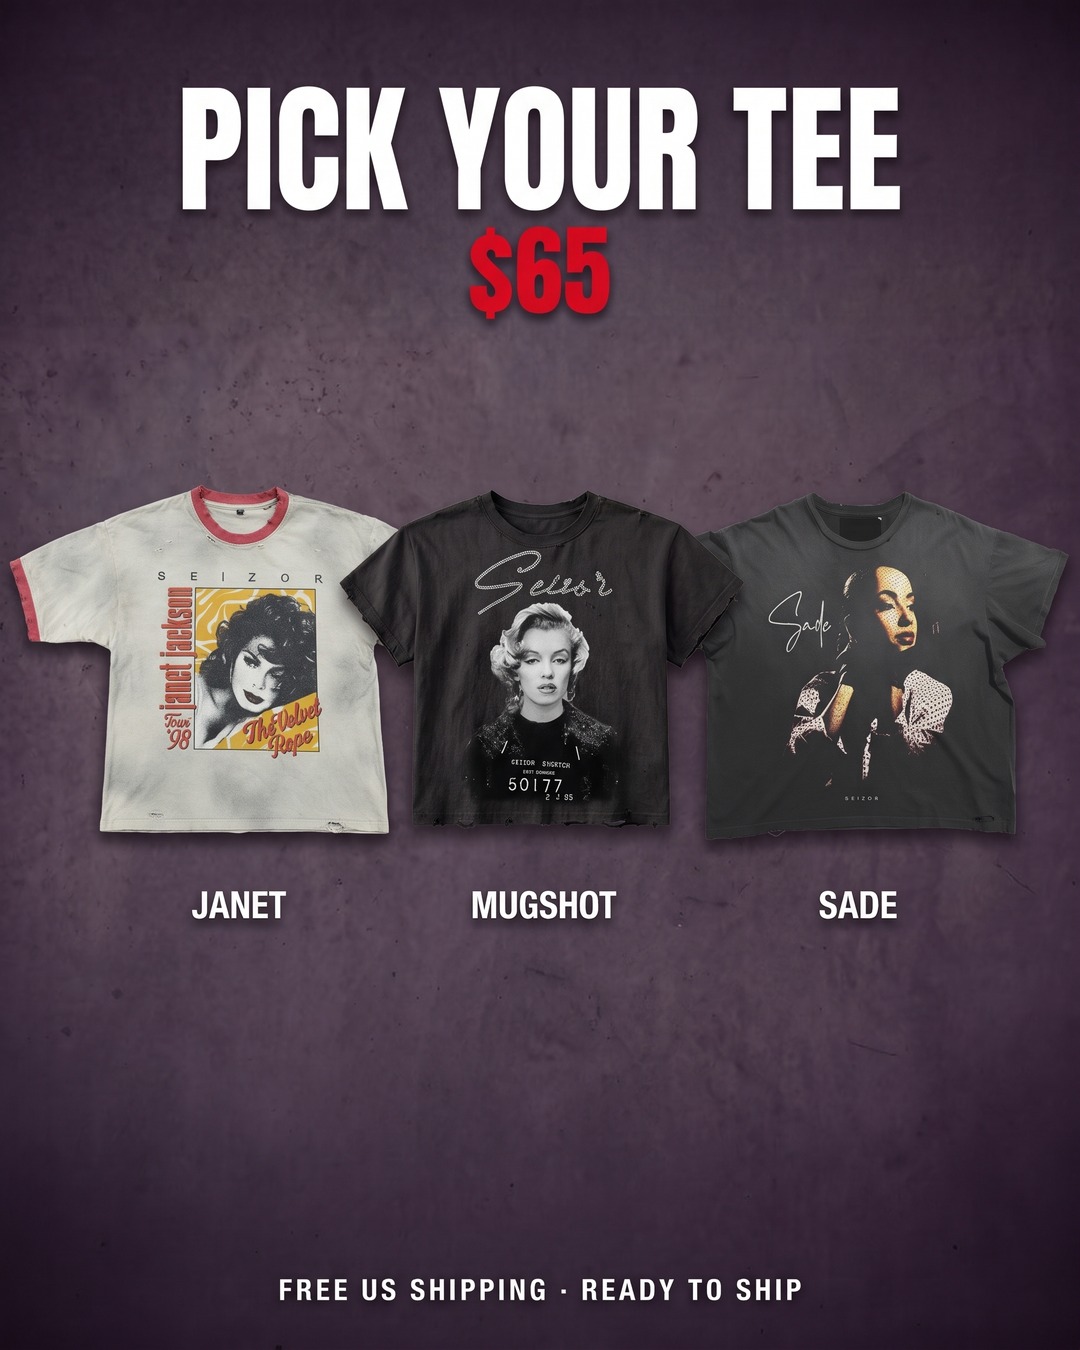 PICK YOUR TEE
$65
SEIZOR
janet jackson
Tour '98
The Velvet
Rope
Seizor
50177
Sade
SEIZOR
JANET
MUGSHOT
SADE
FREE US SHIPPING · READY TO SHIP